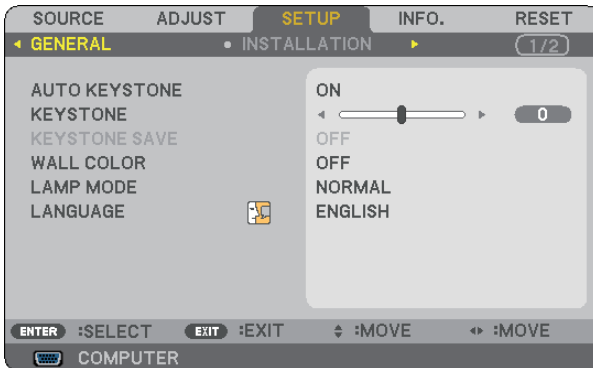 SOURCE ADJUST SETUP INFO. RESET
GENERAL INSTALLATION 1/2
AUTO KEYSTONE ON
KEYSTONE 0
KEYSTONE SAVE OFF
WALL COLOR OFF
LAMP MODE NORMAL
LANGUAGE ENGLISH
ENTER :SELECT EXIT :EXIT :MOVE :MOVE
COMPUTER